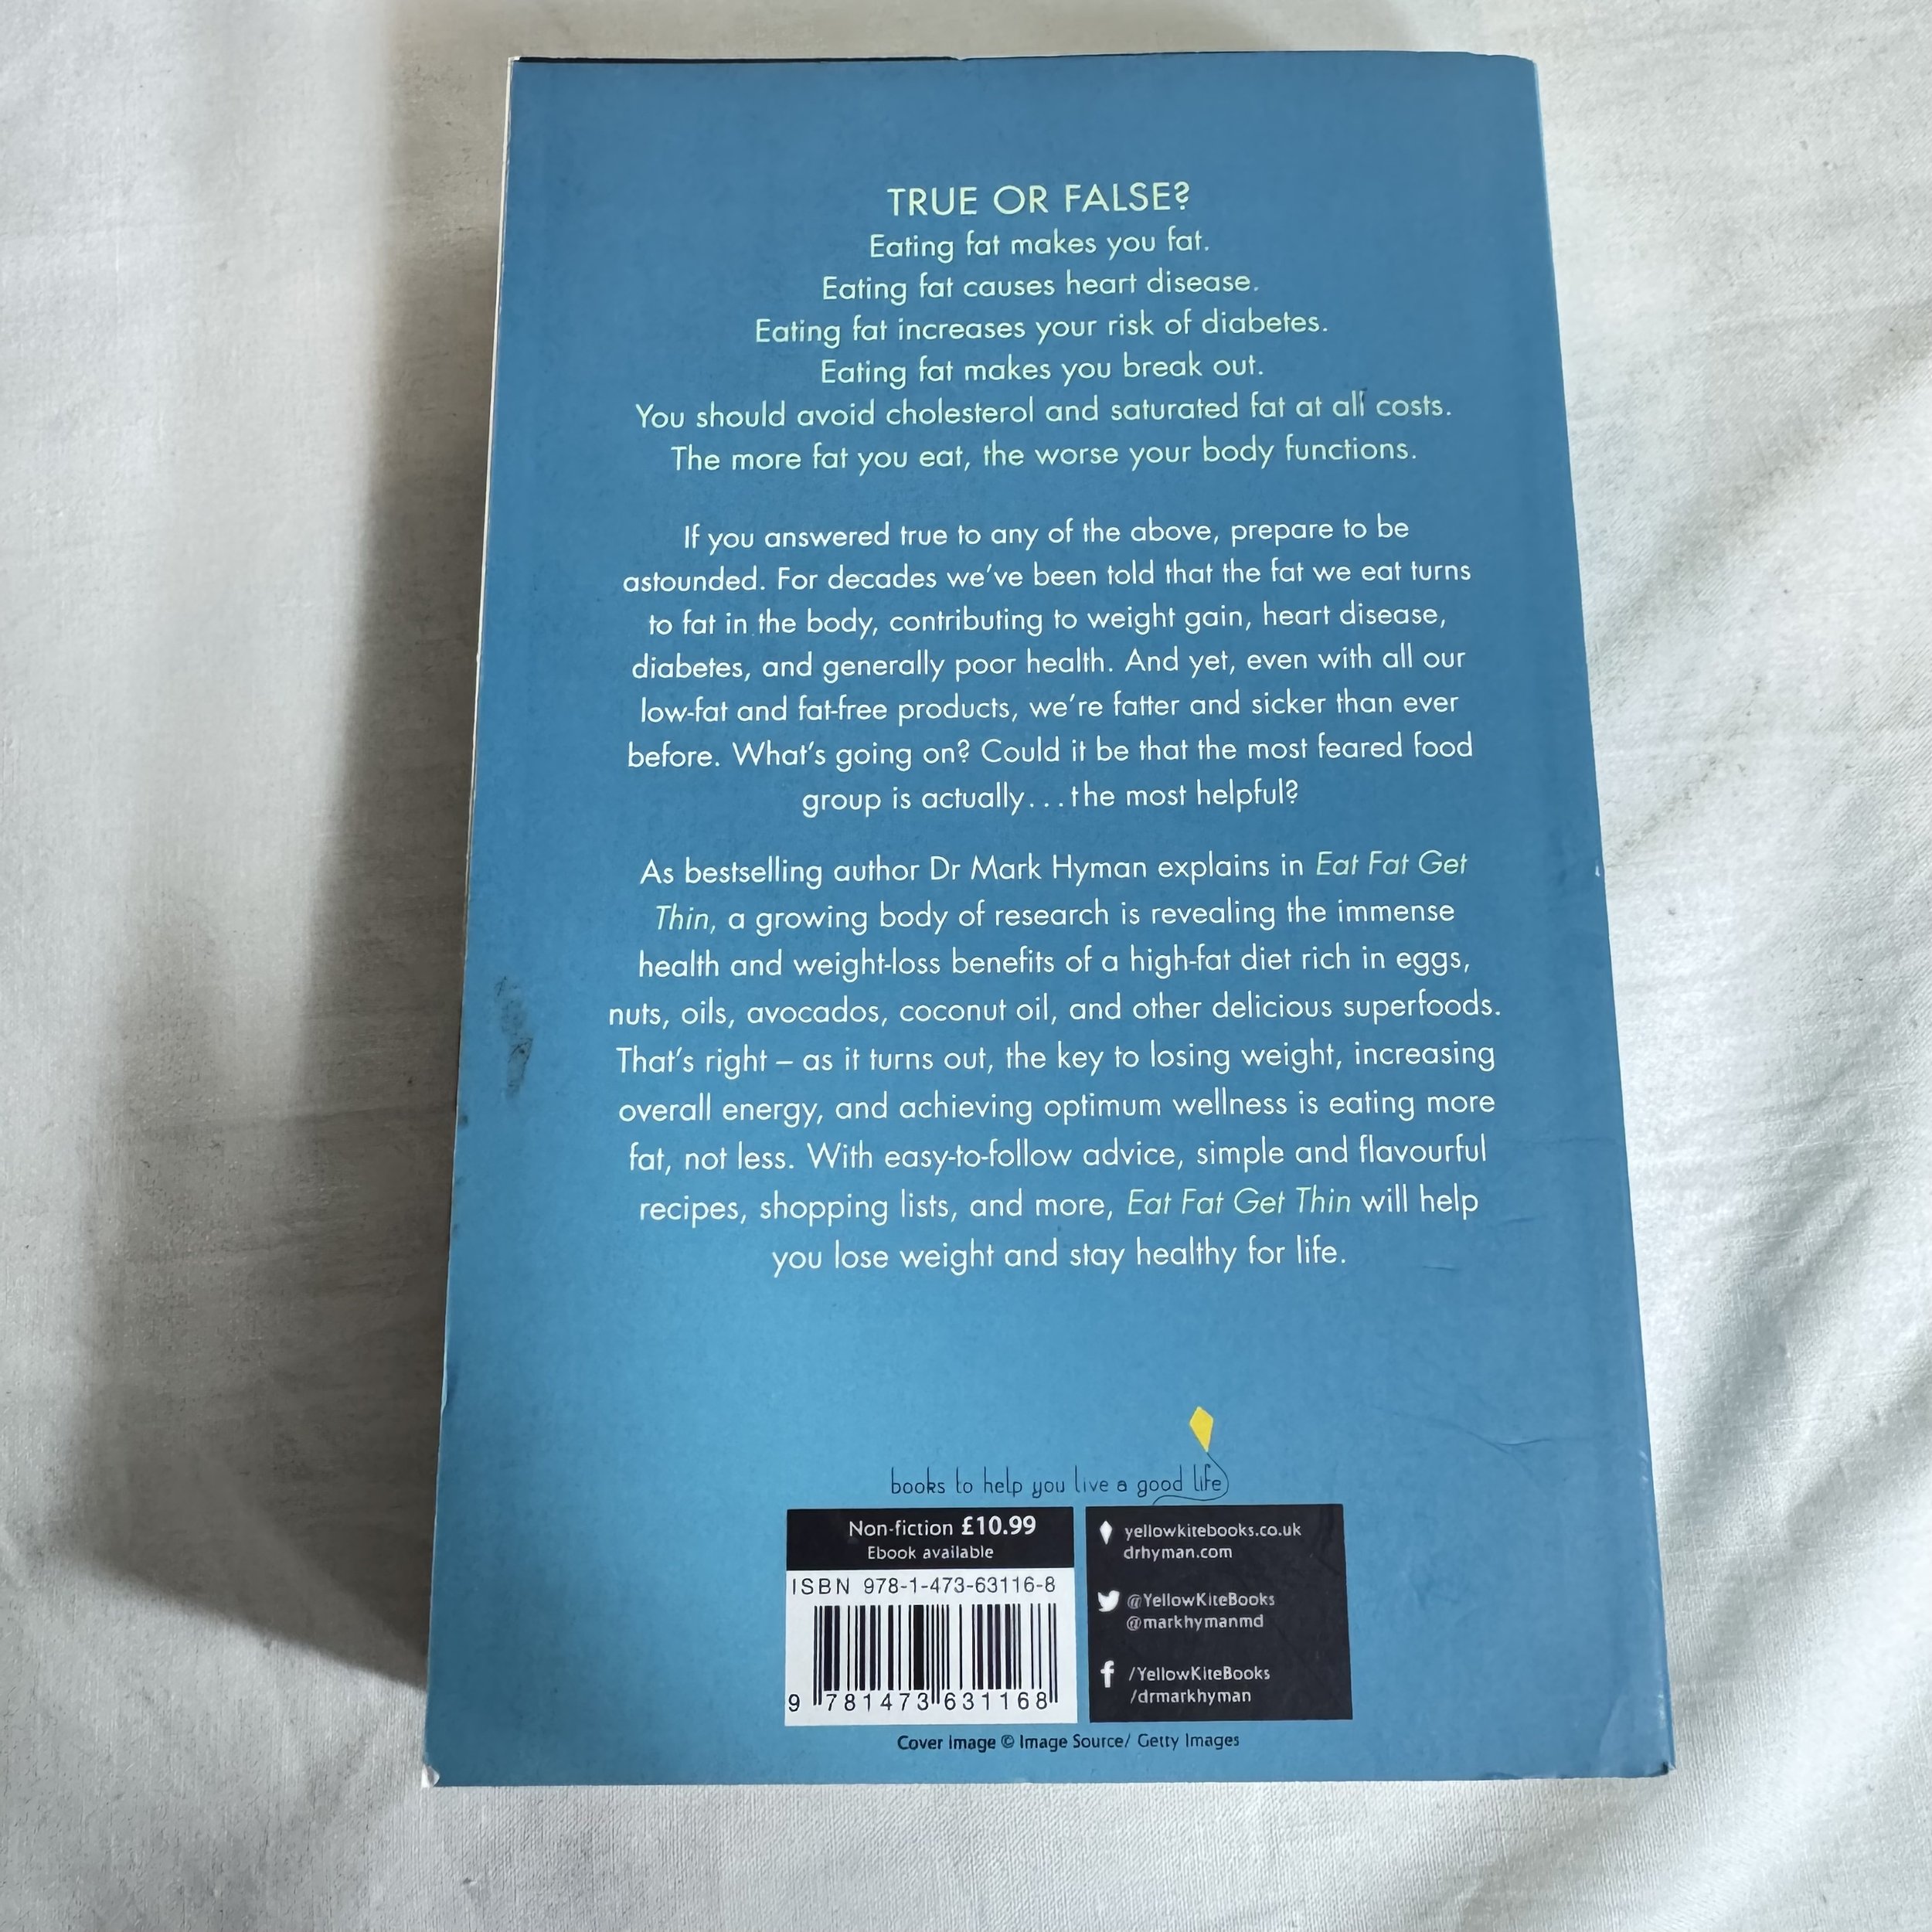 TRUE OR FALSE?
Eating fat makes you fat.
Eating fat causes heart disease.
Eating fat increases your risk of diabetes.
Eating fat makes you break out.
You should avoid cholesterol and saturated fat at all costs.
The more fat you eat, the worse your body functions.
If you answered true to any of the above, prepare to be
astounded. For decades we've been told that the fat we eat turns
to fat in the body, contributing to weight gain, heart disease,
diabetes, and generally poor health. And yet, even with all our
low-fat and fat-free products, we're fatter and sicker than ever
before. What's going on? Could it be that the most feared food
group is actually...the most helpful?
As bestselling author Dr Mark Hyman explains in Eat Fat Get
Thin, a growing body of research is revealing the immense
health and weight-loss benefits of a high-fat diet rich in eggs,
nuts, oils, avocados, coconut oil, and other delicious superfoods.
That's right – as it turns out, the key to losing weight, increasing
overall energy, and achieving optimum wellness is eating more
fat, not less. With easy-to-follow advice, simple and flavourful
recipes, shopping lists, and more, Eat Fat Get Thin will help
you lose weight and stay healthy for life.
books to help you live a good life
Non-fiction £10.99
Ebook available
ISBN 978-1-473-63116-8
9 781473 631168
yellowkitebooks.co.uk
drhyman.com
@YellowKiteBooks
@markhymanmd
/YellowKiteBooks
/drmarkhyman
Cover image © Image Source/ Getty Images